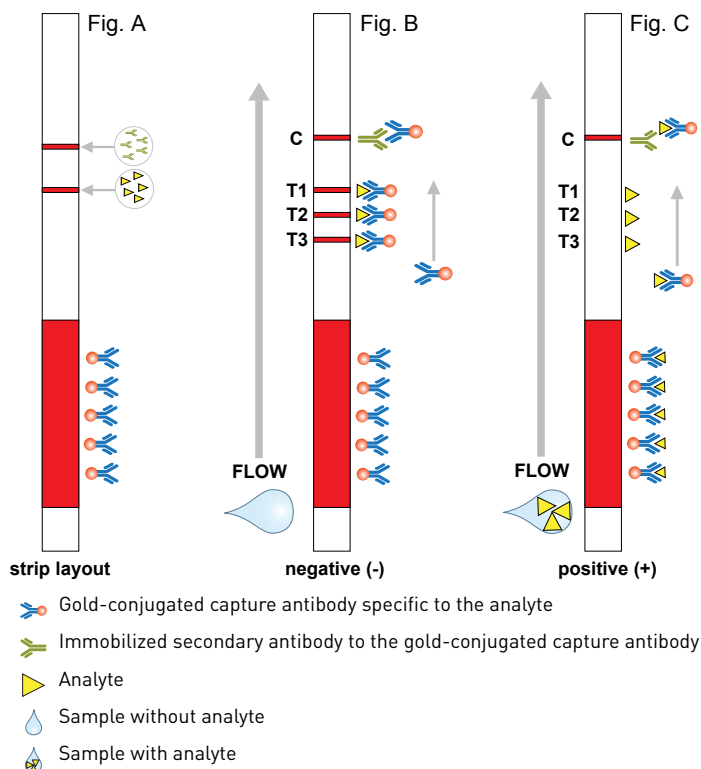 Fig. A
Fig. B
Fig. C
C
T1
T2
T3
C
T1
T2
T3
FLOW
FLOW
strip layout
negative (-)
positive (+)
Gold-conjugated capture antibody specific to the analyte
Immobilized secondary antibody to the gold-conjugated capture antibody
Analyte
Sample without analyte
Sample with analyte